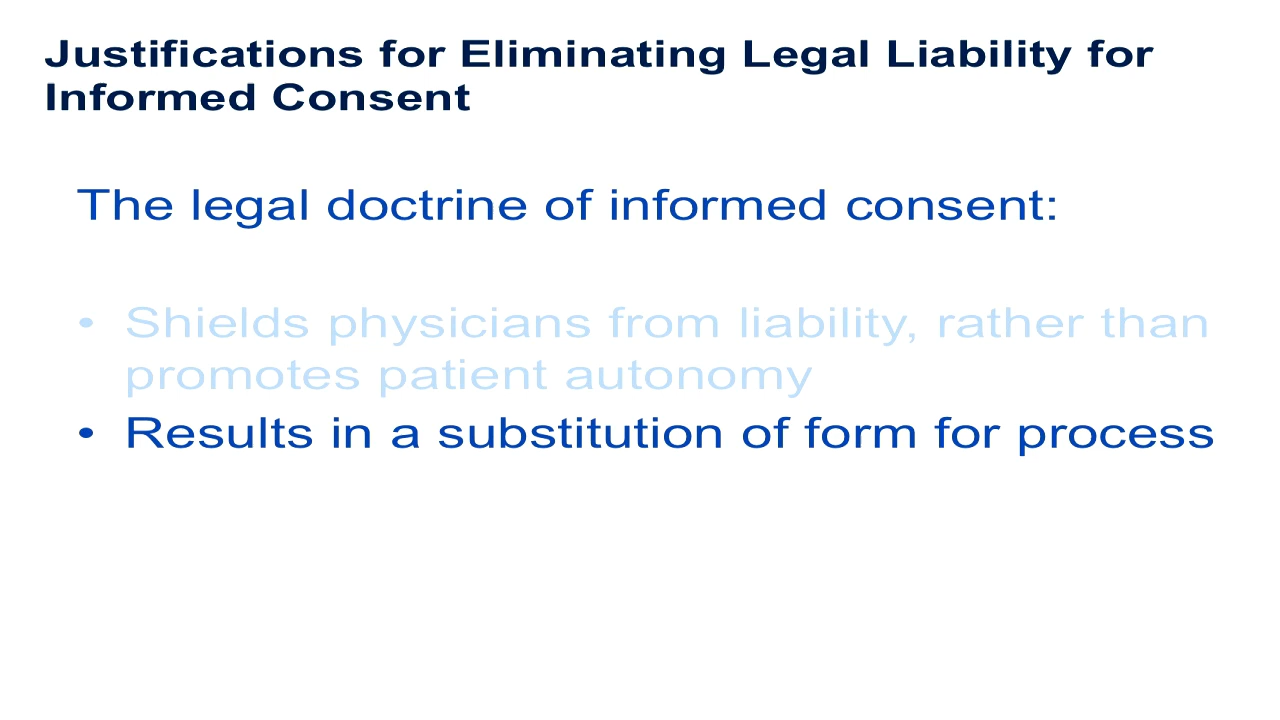 Justifications for Eliminating Legal Liability for
Informed Consent
The legal doctrine of informed consent:
• Shields physicians from liability, rather than
promotes patient autonomy
• Results in a substitution of form for process